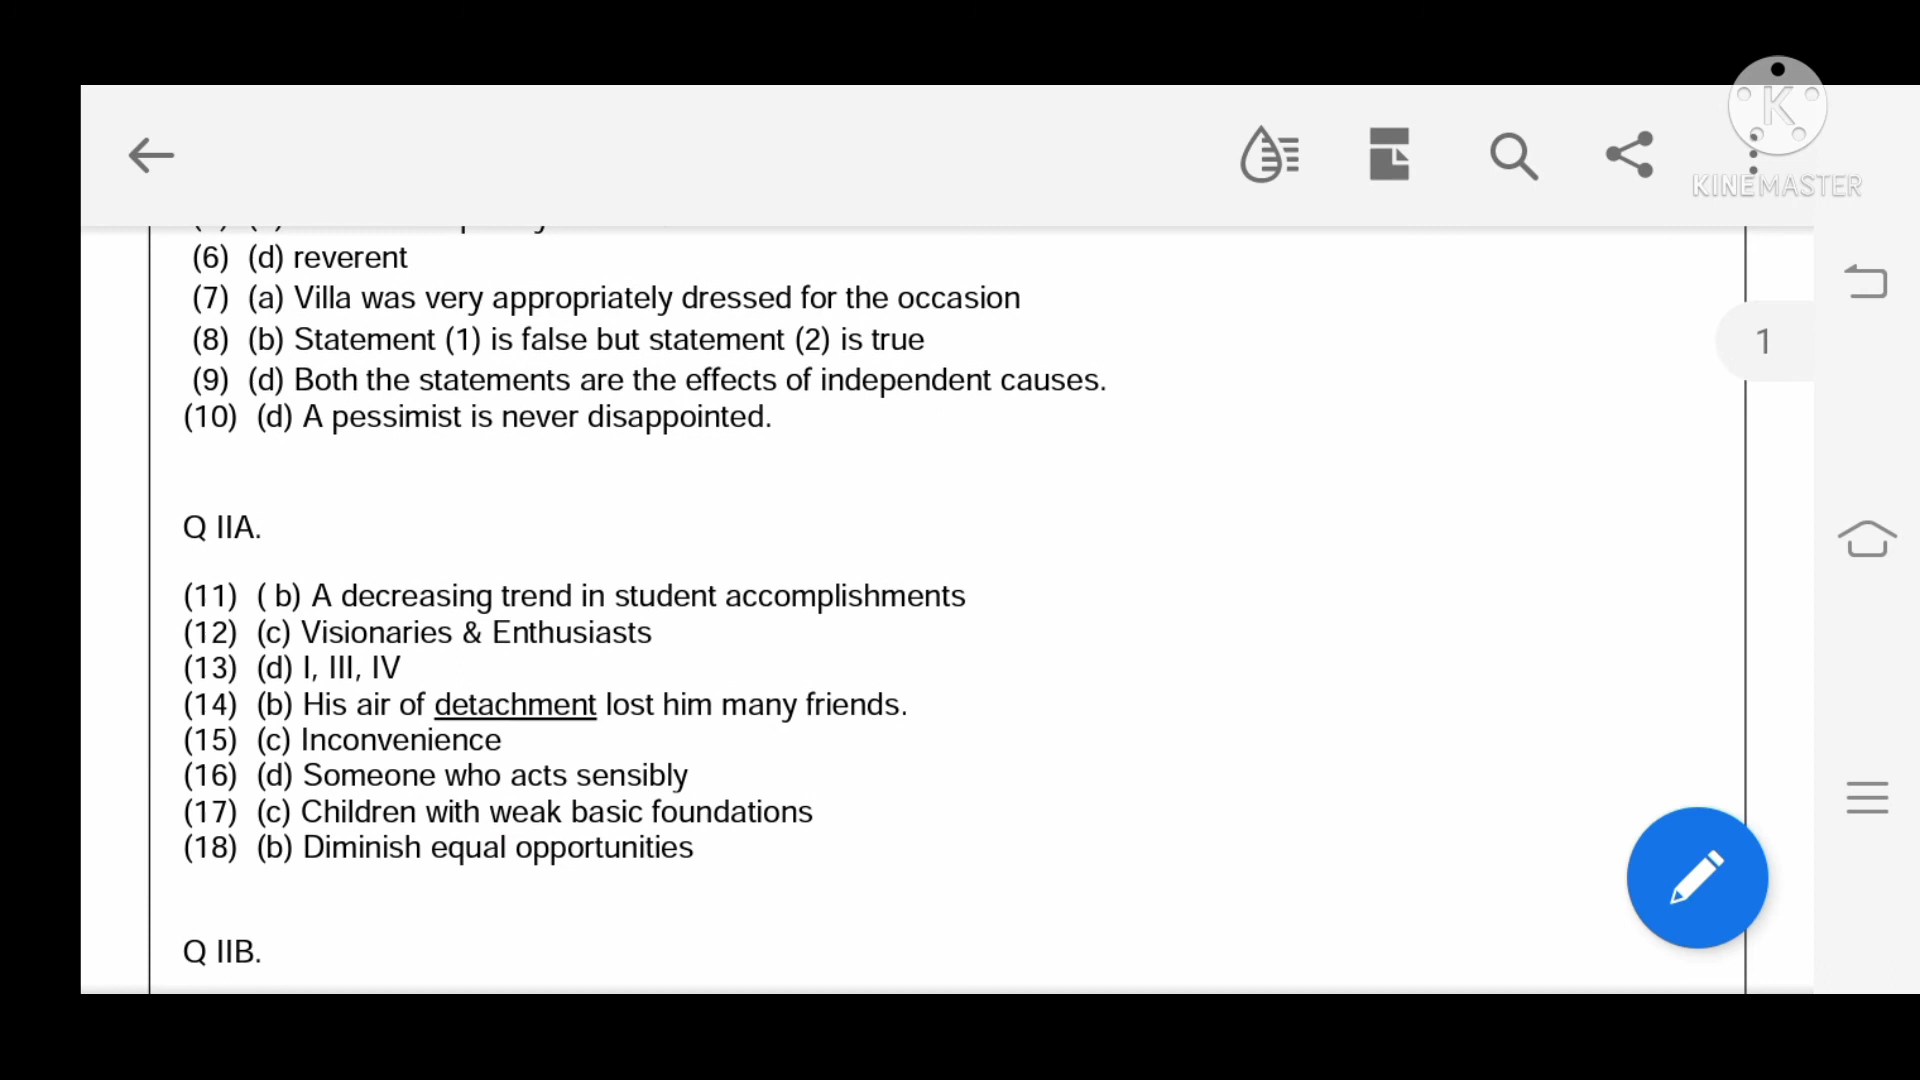 KINEMASTER
(6) (d) reverent
(7) (a) Villa was very appropriately dressed for the occasion
(8) (b) Statement (1) is false but statement (2) is true
1
(9) (d) Both the statements are the effects of independent causes.
(10) (d) A pessimist is never disappointed.
Q IIA.
(11) ( b) A decreasing trend in student accomplishments
(12) (c) Visionaries & Enthusiasts
(13) (d) I, III, IV
(14) (b) His air of detachment lost him many friends.
(15) (c) Inconvenience
(16) (d) Someone who acts sensibly
(17) (c) Children with weak basic foundations
(18) (b) Diminish equal opportunities
Q IIB.